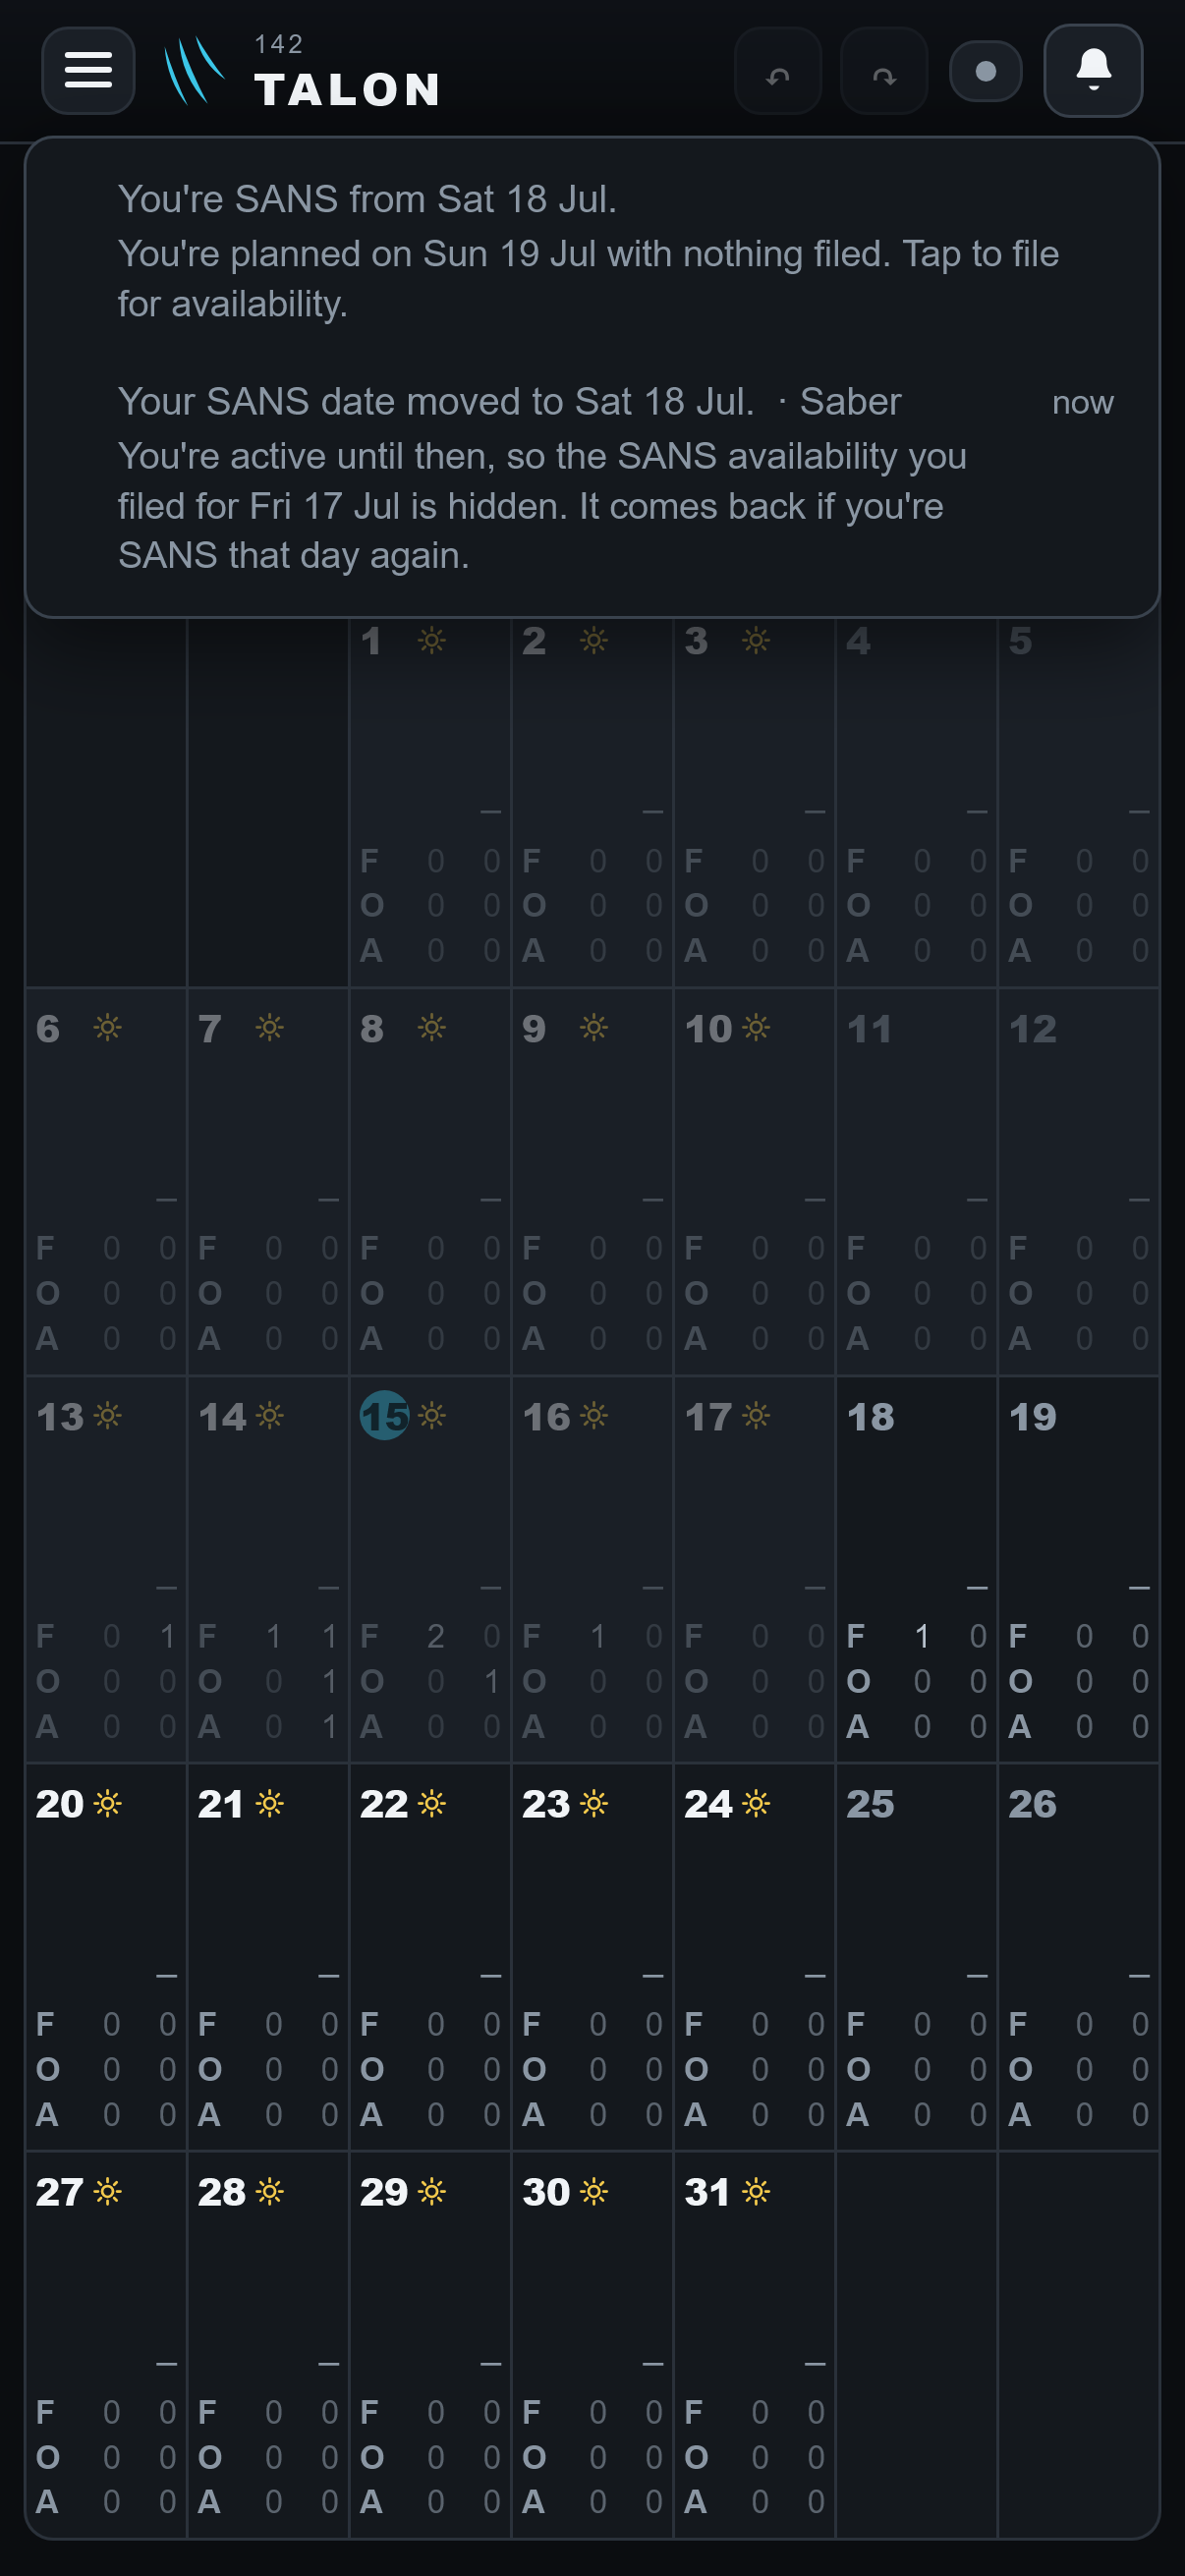 142
TALON
You're SANS from Sat 18 Jul.
You're planned on Sun 19 Jul with nothing filed. Tap to file
for availability.
Your SANS date moved to Sat 18 Jul. · Saber now
You're active until then, so the SANS availability you
filed for Fri 17 Jul is hidden. It comes back if you're
SANS that day again.
1 2 3 4 5
– – – – –
F 0 0 F 0 0 F 0 0 F 0 0 F 0 0
O 0 0 O 0 0 O 0 0 O 0 0 O 0 0
A 0 0 A 0 0 A 0 0 A 0 0 A 0 0
6 7 8 9 10 11 12
– – – – – – –
F 0 0 F 0 0 F 0 0 F 0 0 F 0 0 F 0 0 F 0 0
O 0 0 O 0 0 O 0 0 O 0 0 O 0 0 O 0 0 O 0 0
A 0 0 A 0 0 A 0 0 A 0 0 A 0 0 A 0 0 A 0 0
13 14 15 16 17 18 19
– – – – – – –
F 0 1 F 1 1 F 2 0 F 1 0 F 0 0 F 1 0 F 0 0
O 0 0 O 0 1 O 0 1 O 0 0 O 0 0 O 0 0 O 0 0
A 0 0 A 0 1 A 0 0 A 0 0 A 0 0 A 0 0 A 0 0
20 21 22 23 24 25 26
– – – – – – –
F 0 0 F 0 0 F 0 0 F 0 0 F 0 0 F 0 0 F 0 0
O 0 0 O 0 0 O 0 0 O 0 0 O 0 0 O 0 0 O 0 0
A 0 0 A 0 0 A 0 0 A 0 0 A 0 0 A 0 0 A 0 0
27 28 29 30 31
– – – – –
F 0 0 F 0 0 F 0 0 F 0 0 F 0 0
O 0 0 O 0 0 O 0 0 O 0 0 O 0 0
A 0 0 A 0 0 A 0 0 A 0 0 A 0 0